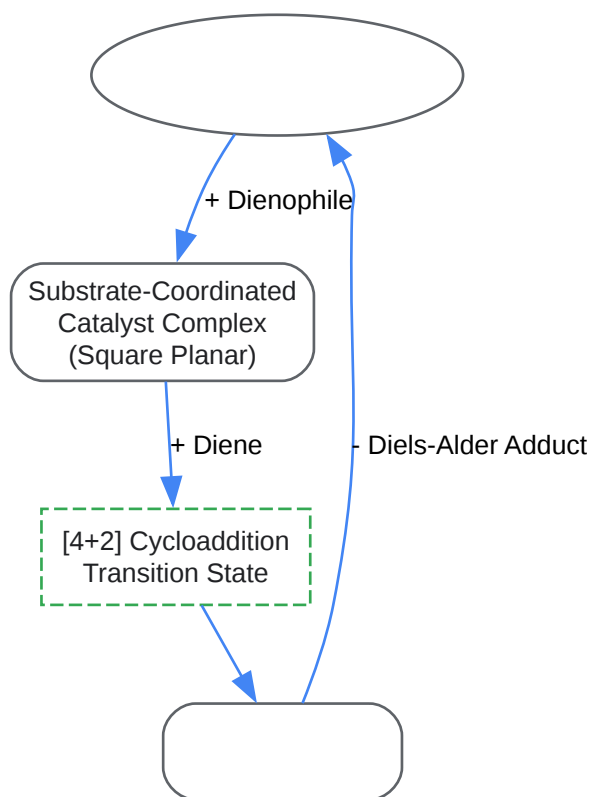 + Dienophile
Substrate-Coordinated
Catalyst Complex
(Square Planar)
+ Diene
- Diels-Alder Adduct
[4+2] Cycloaddition
Transition State